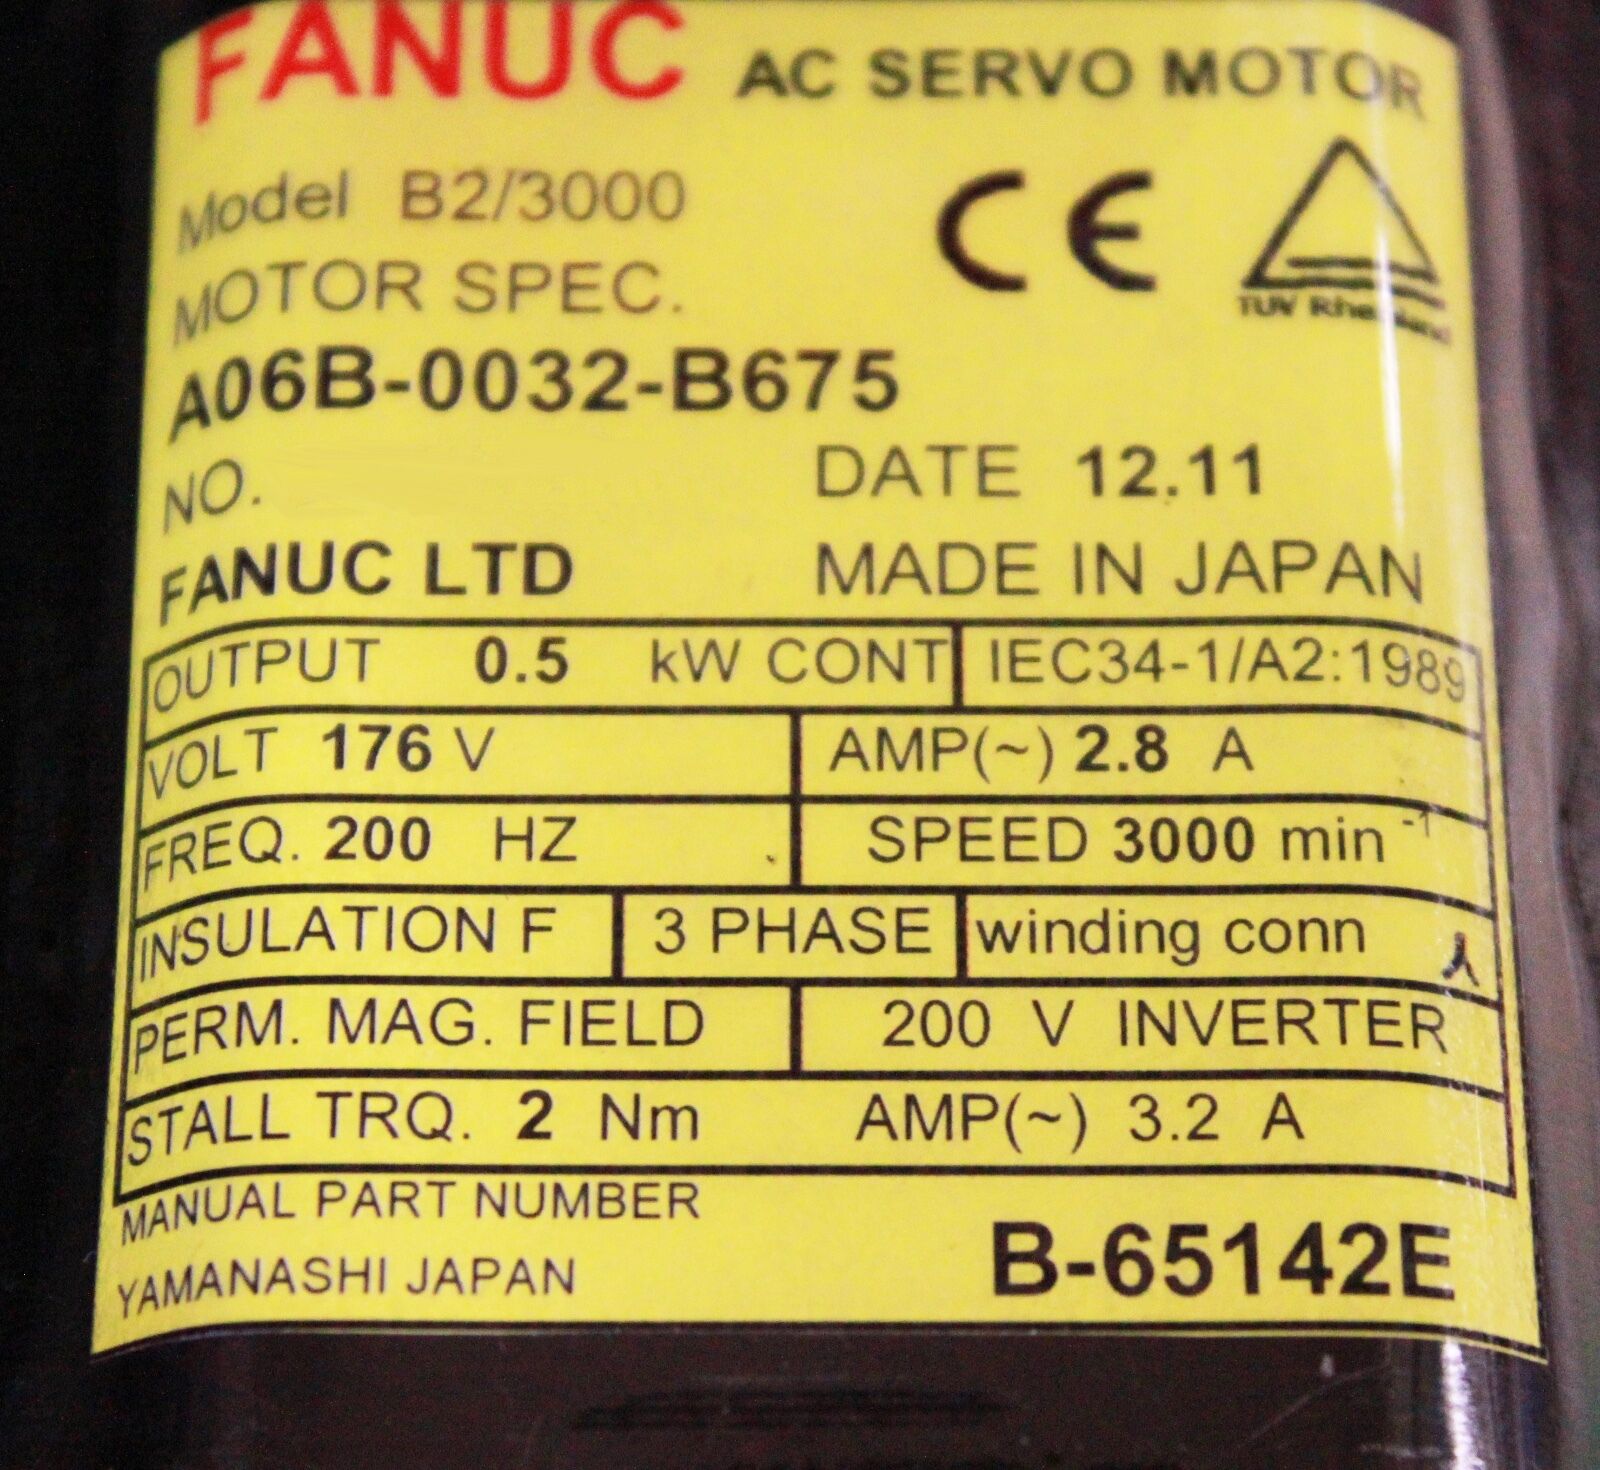 FANUC AC SERVO MOTOR
Model B2/3000
CE
TUV Rheinland
MOTOR SPEC.
A06B-0032-B675
NO. DATE 12.11
FANUC LTD MADE IN JAPAN
OUTPUT 0.5 kW CONT IEC34-1/A2:1989
VOLT 176 V AMP(~) 2.8 A
FREQ. 200 HZ SPEED 3000 min⁻¹
INSULATION F 3 PHASE winding conn
PERM. MAG. FIELD 200 V INVERTER
STALL TRQ. 2 Nm AMP(~) 3.2 A
MANUAL PART NUMBER
YAMANASHI JAPAN B-65142E